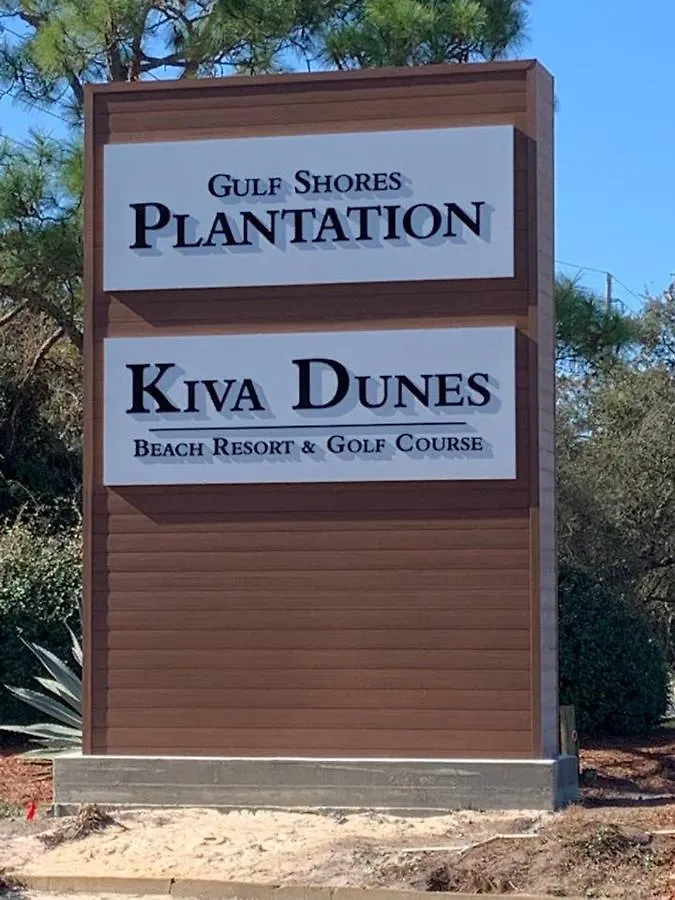 Gulf Shores
Plantation
Kiva Dunes
Beach Resort & Golf Course